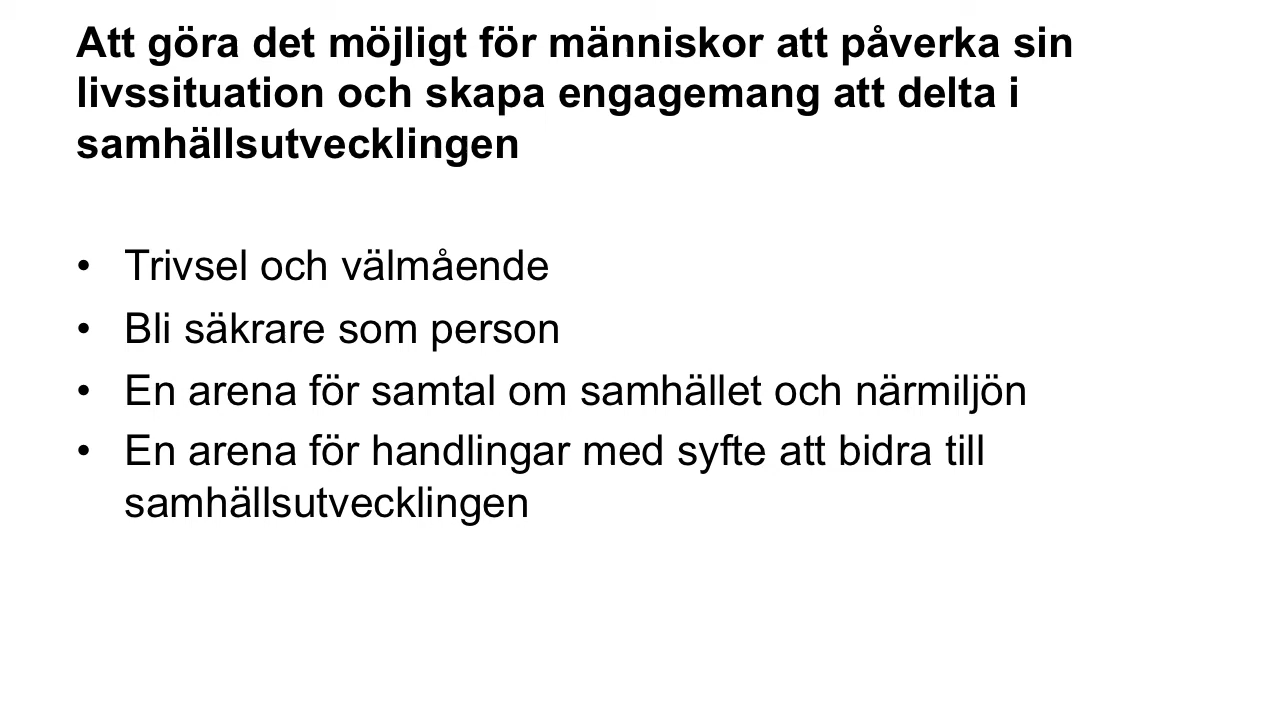 Att göra det möjligt för människor att påverka sin
livssituation och skapa engagemang att delta i
samhällsutvecklingen
• Trivsel och välmående
• Bli säkrare som person
• En arena för samtal om samhället och närmiljön
• En arena för handlingar med syfte att bidra till
samhällsutvecklingen